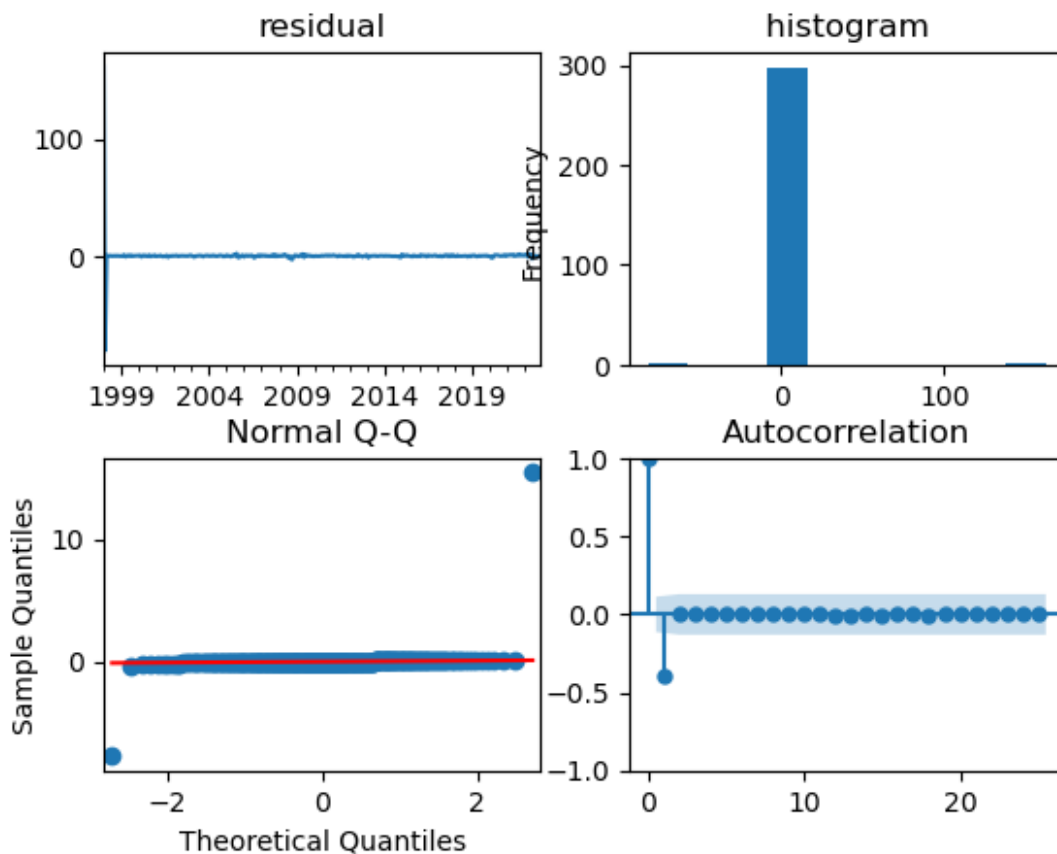 residual
histogram
100
0
1999 2004 2009 2014 2019
Frequency
300
200
100
0
0 100
Normal Q-Q
Autocorrelation
Sample Quantiles
10
0
−2 0 2
Theoretical Quantiles
1.0
0.5
0.0
−0.5
−1.0
0 10 20